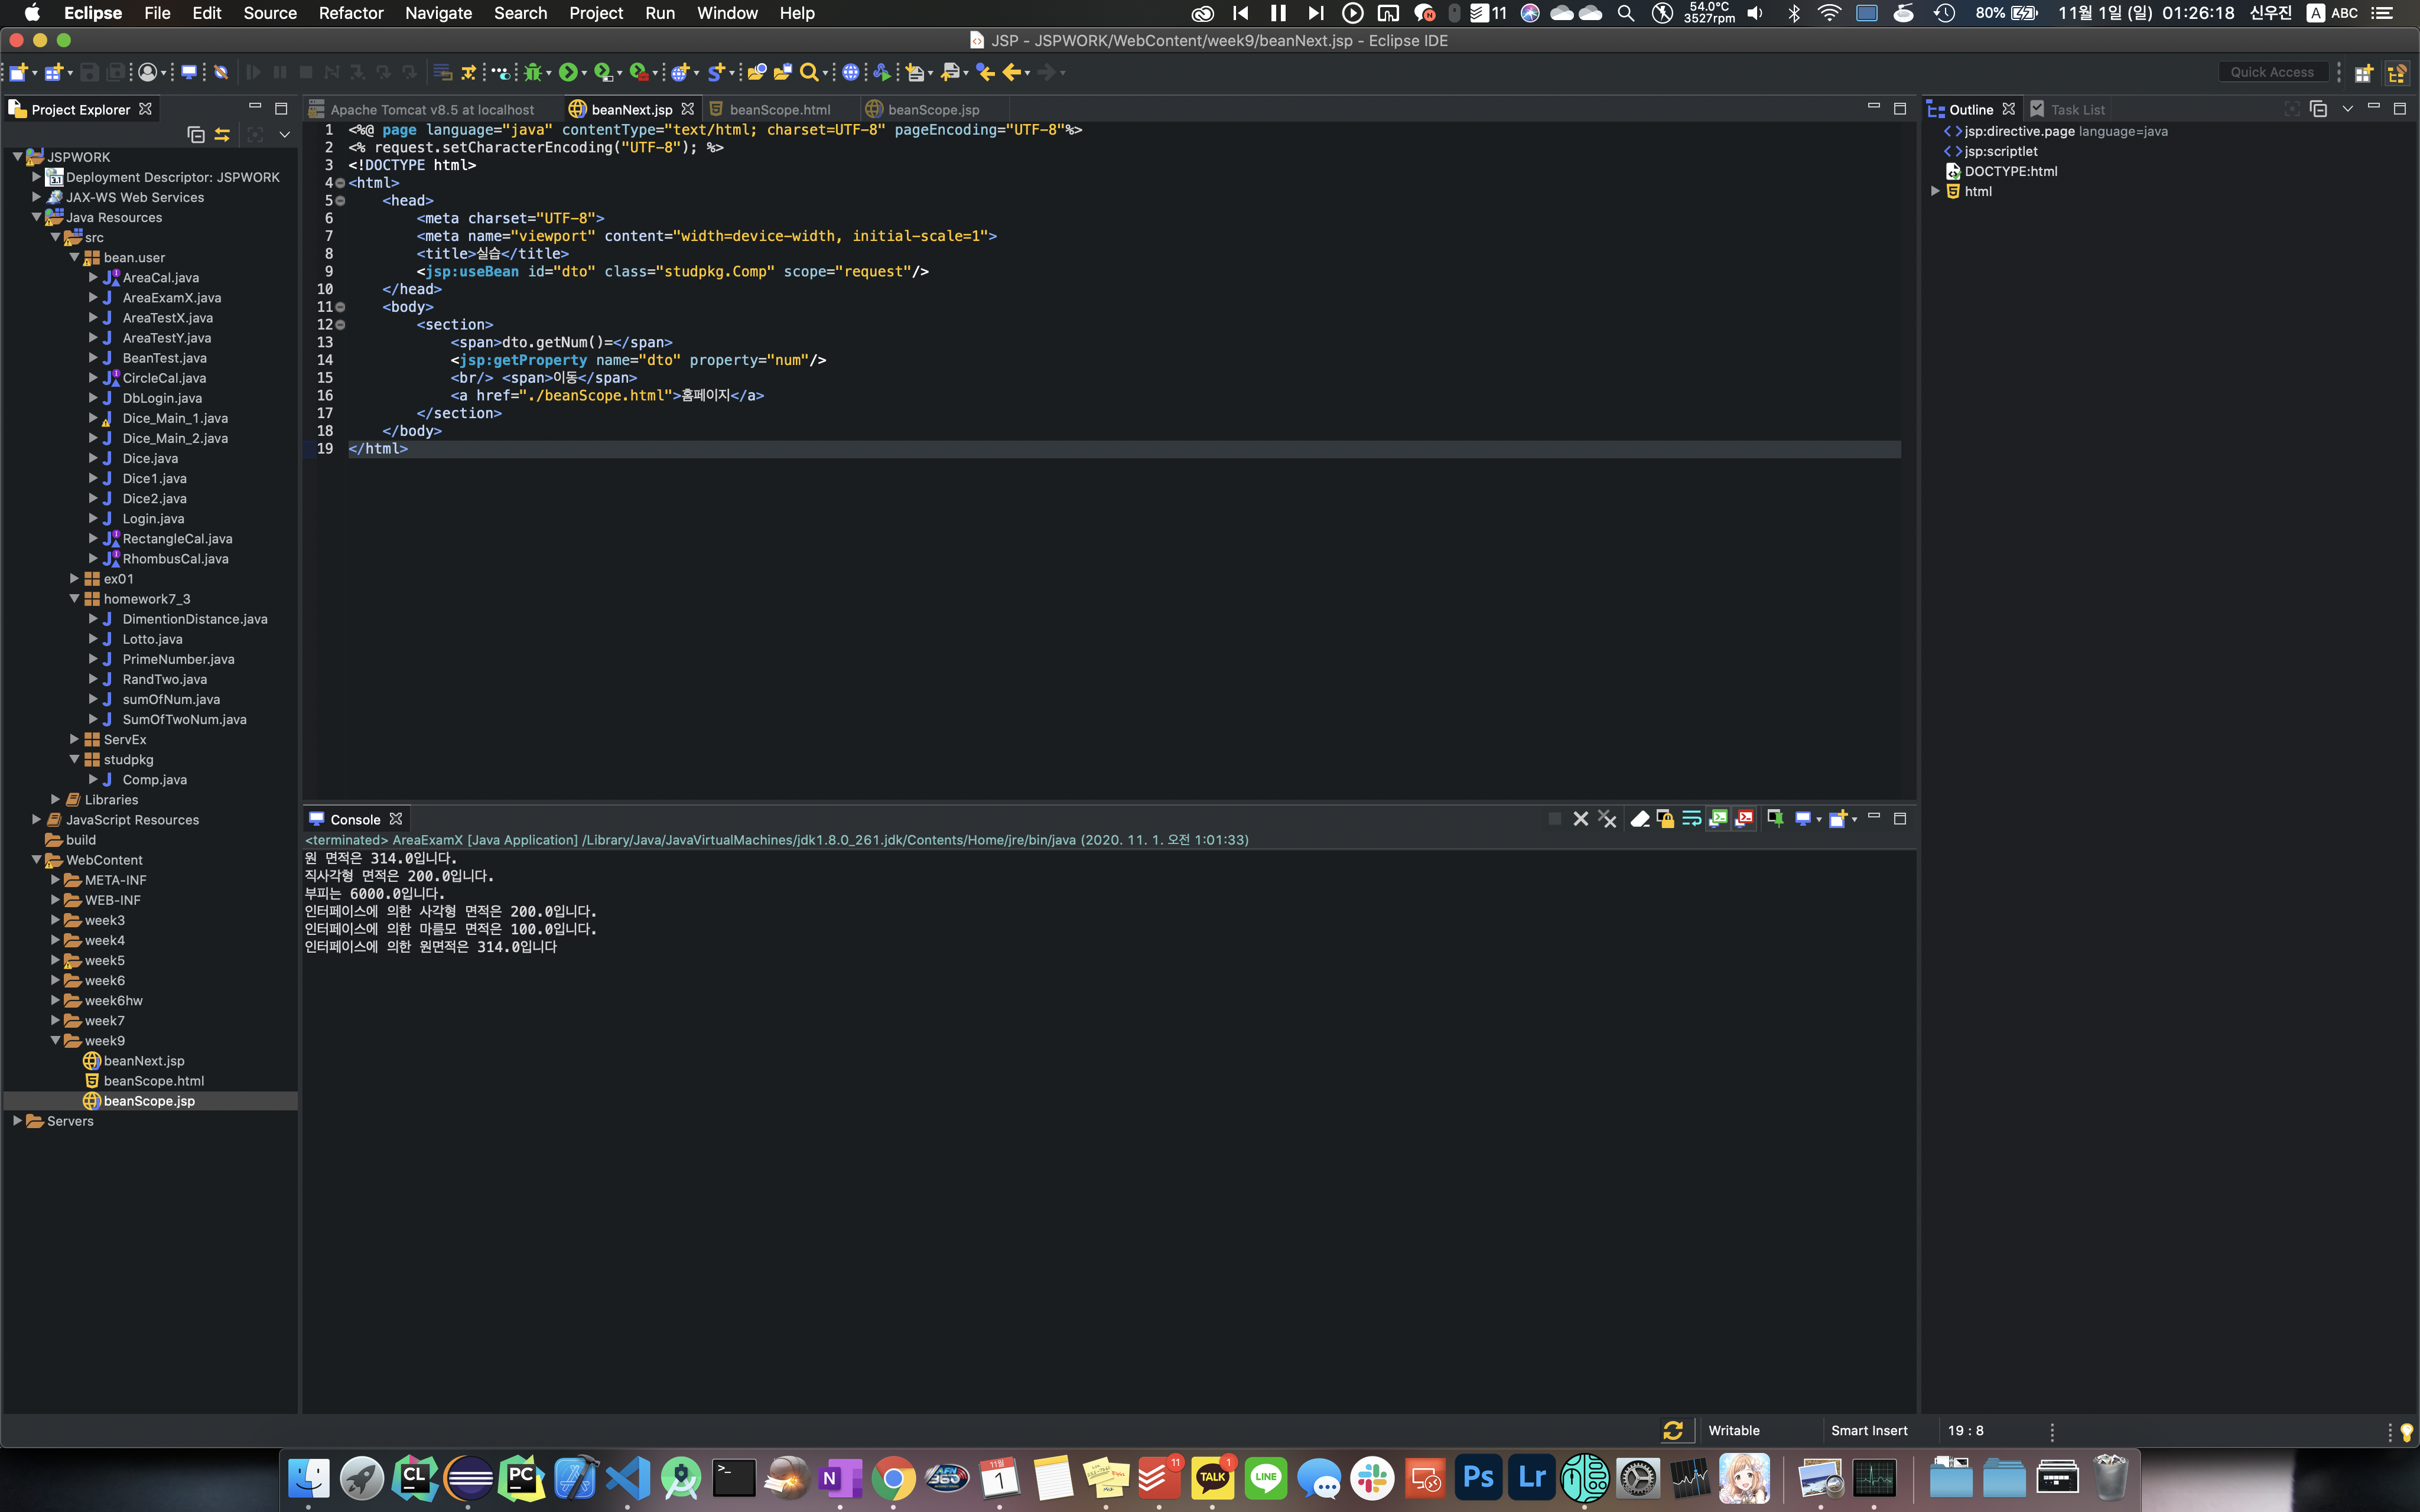 Eclipse File Edit Source Refactor Navigate Search Project Run Window Help
11 54.0°C 3527rpm 80% 11월 1일 (일) 01:26:18 신우진 A ABC
JSP - JSPWORK/WebContent/week9/beanNext.jsp - Eclipse IDE
Quick Access
Project Explorer
JSPWORK
Deployment Descriptor: JSPWORK
JAX-WS Web Services
Java Resources
src
bean.user
AreaCal.java
AreaExamX.java
AreaTestX.java
AreaTestY.java
BeanTest.java
CircleCal.java
DbLogin.java
Dice_Main_1.java
Dice_Main_2.java
Dice.java
Dice1.java
Dice2.java
Login.java
RectangleCal.java
RhombusCal.java
ex01
homework7_3
DimentionDistance.java
Lotto.java
PrimeNumber.java
RandTwo.java
sumOfNum.java
SumOfTwoNum.java
ServEx
studpkg
Comp.java
Libraries
JavaScript Resources
build
WebContent
META-INF
WEB-INF
week3
week4
week5
week6
week6hw
week7
week9
beanNext.jsp
beanScope.html
beanScope.jsp
Servers
Apache Tomcat v8.5 at localhost beanNext.jsp beanScope.html beanScope.jsp
1 <%@ page language="java" contentType="text/html; charset=UTF-8" pageEncoding="UTF-8"%>
2 <% request.setCharacterEncoding("UTF-8"); %>
3 <!DOCTYPE html>
4 <html>
5 <head>
6 <meta charset="UTF-8">
7 <meta name="viewport" content="width=device-width, initial-scale=1">
8 <title>실습</title>
9 <jsp:useBean id="dto" class="studpkg.Comp" scope="request"/>
10 </head>
11 <body>
12 <section>
13 <span>dto.getNum()=</span>
14 <jsp:getProperty name="dto" property="num"/>
15 <br/> <span>이동</span>
16 <a href="./beanScope.html">홈페이지</a>
17 </section>
18 </body>
19 </html>
Console
<terminated> AreaExamX [Java Application] /Library/Java/JavaVirtualMachines/jdk1.8.0_261.jdk/Contents/Home/jre/bin/java (2020. 11. 1. 오전 1:01:33)
원 면적은 314.0입니다.
직사각형 면적은 200.0입니다.
부피는 6000.0입니다.
인터페이스에 의한 사각형 면적은 200.0입니다.
인터페이스에 의한 마름모 면적은 100.0입니다.
인터페이스에 의한 원면적은 314.0입니다
Outline Task List
jsp:directive.page language=java
jsp:scriptlet
DOCTYPE:html
html
Writable Smart Insert 19 : 8
CL PC N 11월 1 11 TALK 1 LINE Ps Lr